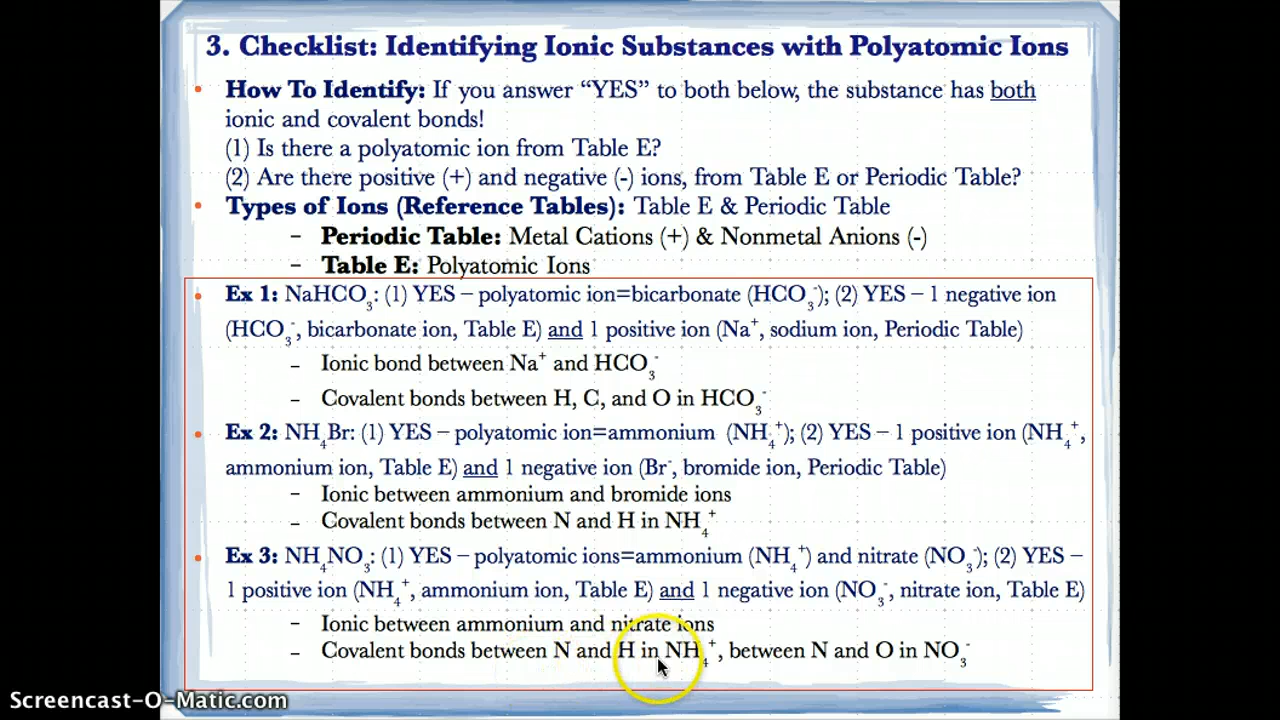 3. Checklist: Identifying Ionic Substances with Polyatomic Ions
• How To Identify: If you answer “YES” to both below, the substance has both
ionic and covalent bonds!
(1) Is there a polyatomic ion from Table E?
(2) Are there positive (+) and negative (-) ions, from Table E or Periodic Table?
• Types of Ions (Reference Tables): Table E & Periodic Table
– Periodic Table: Metal Cations (+) & Nonmetal Anions (-)
– Table E: Polyatomic Ions
• Ex 1: NaHCO₃: (1) YES – polyatomic ion=bicarbonate (HCO₃⁻); (2) YES – 1 negative ion
(HCO₃⁻, bicarbonate ion, Table E) and 1 positive ion (Na⁺, sodium ion, Periodic Table)
– Ionic bond between Na⁺ and HCO₃⁻
– Covalent bonds between H, C, and O in HCO₃⁻
• Ex 2: NH₄Br: (1) YES – polyatomic ion=ammonium (NH₄⁺); (2) YES – 1 positive ion (NH₄⁺,
ammonium ion, Table E) and 1 negative ion (Br⁻, bromide ion, Periodic Table)
– Ionic between ammonium and bromide ions
– Covalent bonds between N and H in NH₄⁺
• Ex 3: NH₄NO₃: (1) YES – polyatomic ions=ammonium (NH₄⁺) and nitrate (NO₃⁻); (2) YES –
1 positive ion (NH₄⁺, ammonium ion, Table E) and 1 negative ion (NO₃⁻, nitrate ion, Table E)
– Ionic between ammonium and nitrate ions
– Covalent bonds between N and H in NH₄⁺, between N and O in NO₃⁻
Screencast-O-Matic.com